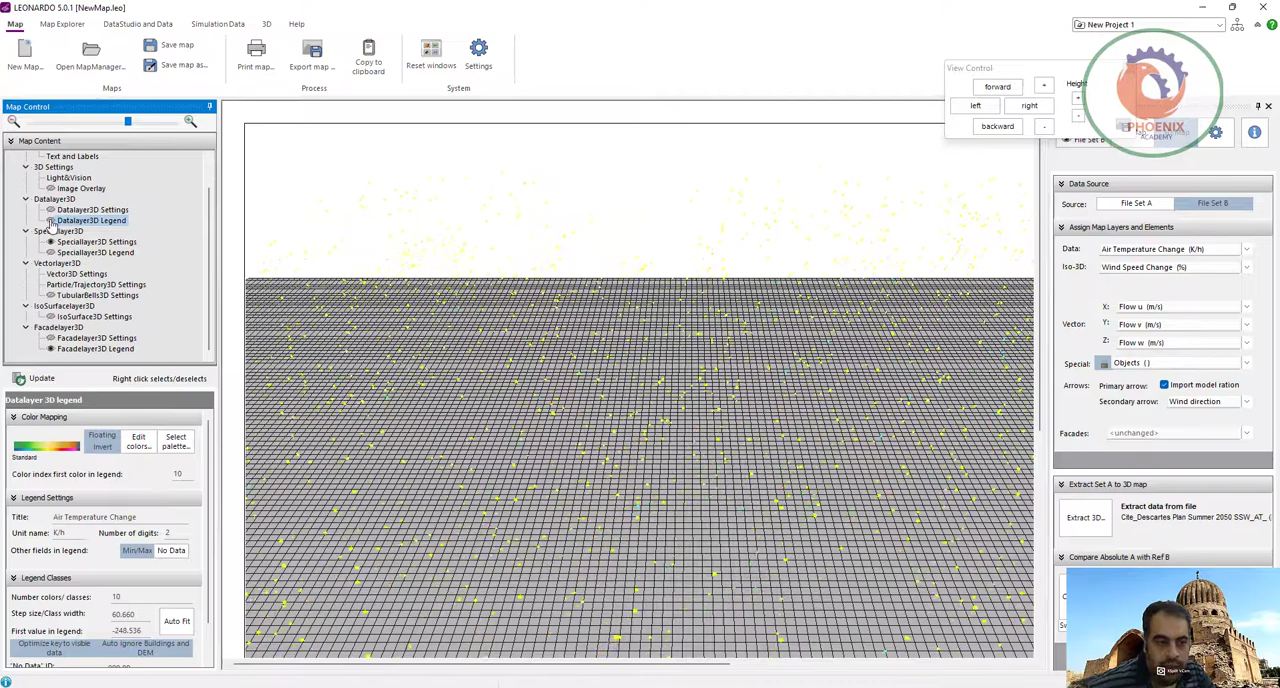 LEONARDO 5.0.1 [NewMap.leo]
Map Map Explorer DataStudio and Data Simulation Data 3D Help
New Project 1
New Map... Open MapManager... Save map
Save map as...
Print map... Export map ... Copy to clipboard
Reset windows Settings
Maps Process System
View Control
forward + Height
left right +
backward - -
PHOENIX
ACADEMY
File Set B
Map Control
Map Content
Text and Labels
3D Settings
Light&Vision
Image Overlay
Datalayer3D
Datalayer3D Settings
Datalayer3D Legend
Speciallayer3D Settings
Speciallayer3D Legend
Vectorlayer3D
Vector3D Settings
Particle/Trajectory3D Settings
TubularBells3D Settings
IsoSurfacelayer3D
IsoSurface3D Settings
Facadelayer3D
Facadelayer3D Settings
Facadelayer3D Legend
Update Right click selects/deselects
Datalayer 3D legend
Color Mapping
Standard
Floating Invert
Edit colors...
Select palette...
Color index first color in legend: 10
Legend Settings
Title: Air Temperature Change
Unit name: K/h Number of digits: 2
Other fields in legend: Min/Max No Data
Legend Classes
Number colors/ classes: 10
Step size/Class width: 60.660
Auto Fit
First value in legend: -248.536
Optimize key to visible data
Auto ignore Buildings and DEM
Data Source
Source: File Set A File Set B
Assign Map Layers and Elements
Data: Air Temperature Change (K/h)
Iso-3D: Wind Speed Change (%)
X: Flow u (m/s)
Vector: Y: Flow v (m/s)
Z: Flow w (m/s)
Special: Objects ( )
Arrows: Primary arrow: Import model ration
Secondary arrow: Wind direction
Facades: <unchanged>
Extract Set A to 3D map
Extract 3D...
Extract data from file
Cite_Descartes Plan Summer 2050 SSW_AT_ (
Compare Absolute A with Ref B